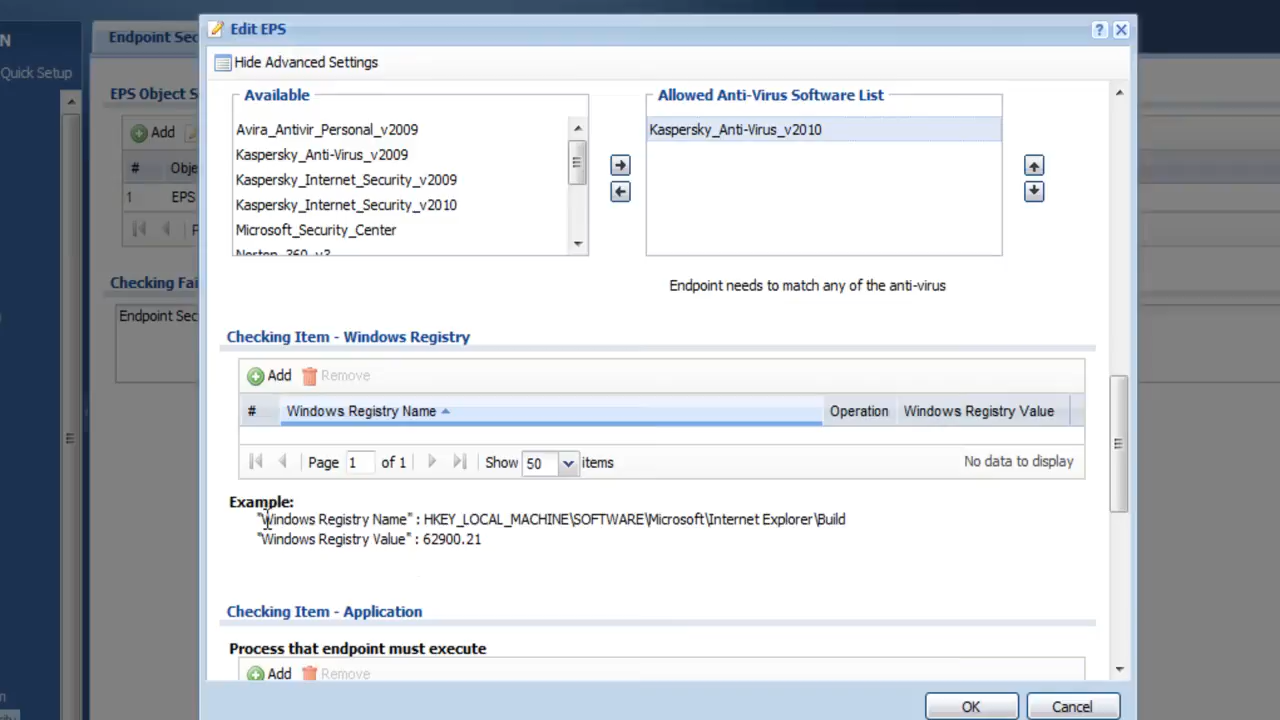 Edit EPS
?
Hide Advanced Settings
Available
Allowed Anti-Virus Software List
Avira_Antivir_Personal_v2009
Kaspersky_Anti-Virus_v2009
Kaspersky_Internet_Security_v2009
Kaspersky_Internet_Security_v2010
Microsoft_Security_Center
Norton_360_v3
Kaspersky_Anti-Virus_v2010
Endpoint needs to match any of the anti-virus
Checking Item - Windows Registry
Add Remove
# Windows Registry Name Operation Windows Registry Value
Page 1 of 1 Show 50 items No data to display
Example:
"Windows Registry Name" : HKEY_LOCAL_MACHINE\SOFTWARE\Microsoft\Internet Explorer\Build
"Windows Registry Value" : 62900.21
Checking Item - Application
Process that endpoint must execute
Add Remove
OK Cancel
N
Quick Setup
Endpoint Sec
EPS Object S
Add
# Obje
1 EPS
P
Checking Fai
Endpoint Sec